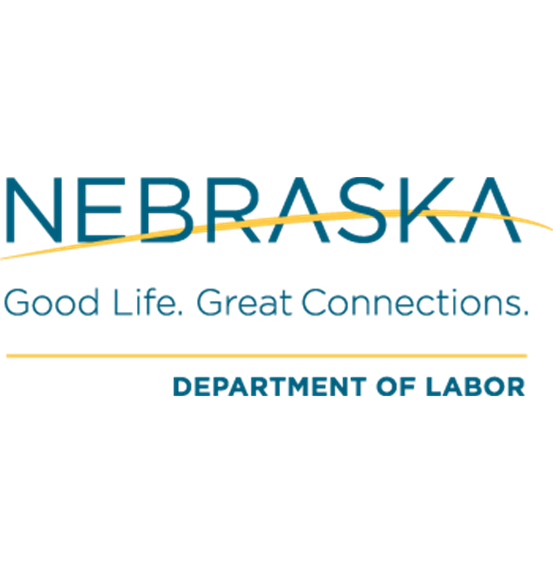 NEBRASKA
Good Life. Great Connections.
DEPARTMENT OF LABOR